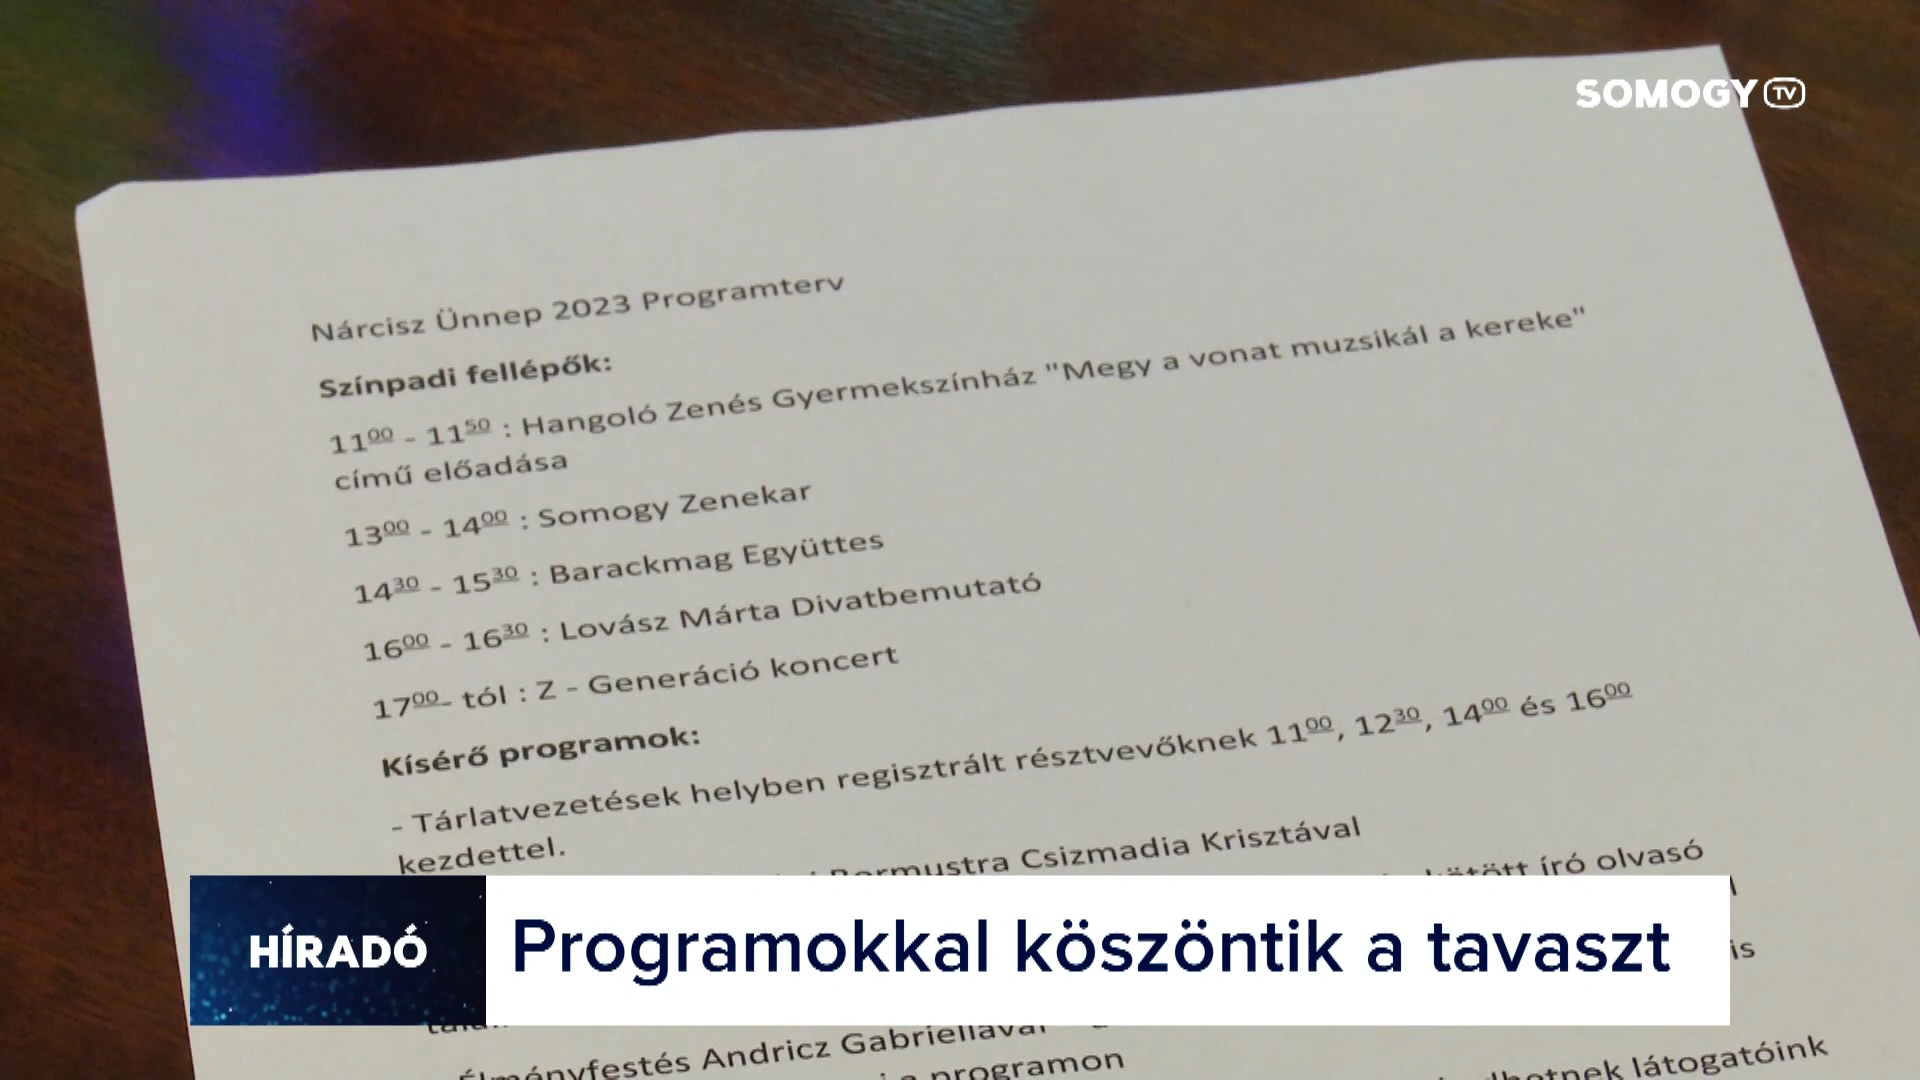 SOMOGY TV
Nárcisz Ünnep 2023 Programterv
Színpadi fellépők:
11⁰⁰ - 11⁵⁰ : Hangoló Zenés Gyermekszínház "Megy a vonat muzsikál a kereke"
című előadása
13⁰⁰ - 14⁰⁰ : Somogy Zenekar
14³⁰ - 15³⁰ : Barackmag Együttes
16⁰⁰ - 16³⁰ : Lovász Márta Divatbemutató
17⁰⁰- tól : Z - Generáció koncert
Kísérő programok:
- Tárlatvezetések helyben regisztrált résztvevőknek 11⁰⁰, 12³⁰, 14⁰⁰ és 16⁰⁰
kezdettel.
Bormustra Csizmadia Krisztával
író olvasó
is
HÍRADÓ
Programokkal köszöntik a tavaszt
Élményfestés Andricz Gabriellával
a programon
látogatóink